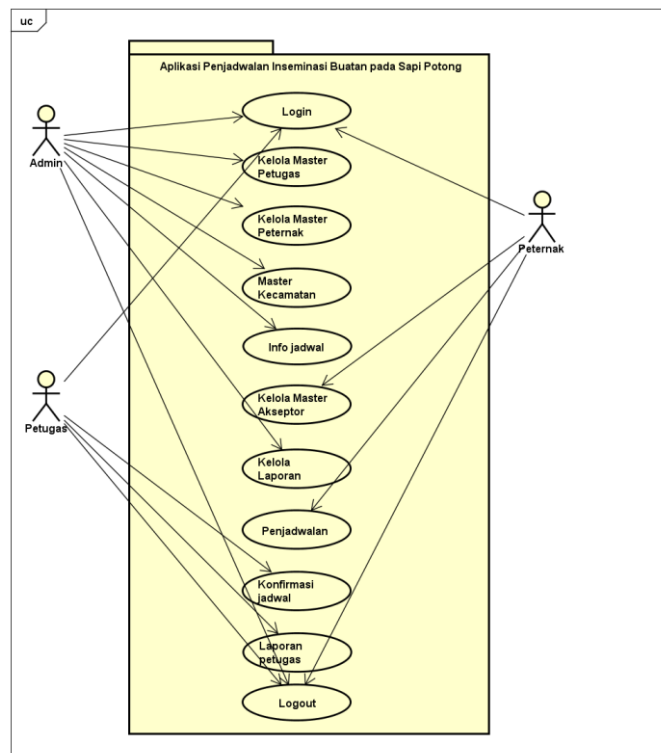 uc
Aplikasi Penjadwalan Inseminasi Buatan pada Sapi Potong
Login
Admin
Kelola Master
Petugas
Kelola Master
Peternak
Peternak
Master
Kecamatan
Info jadwal
Kelola Master
Akseptor
Petugas
Kelola
Laporan
Penjadwalan
Konfirmasi
jadwal
Laporan
petugas
Logout